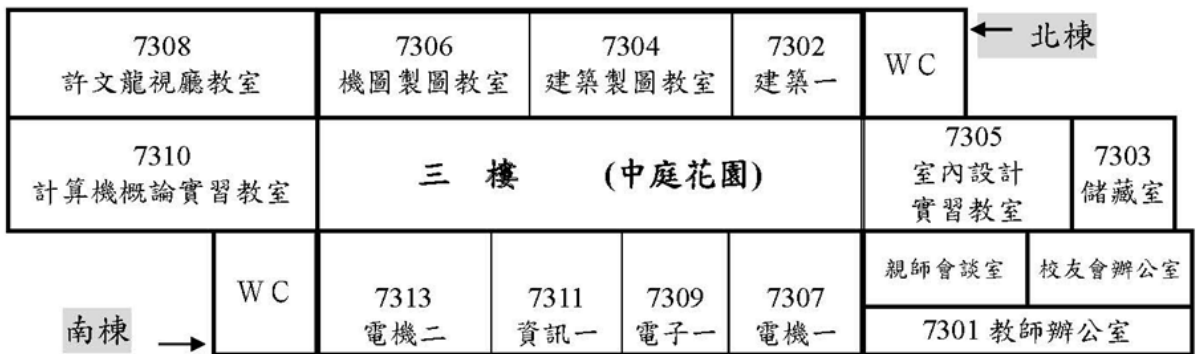 7308
許文龍視廳教室
7306
機圖製圖教室
7304
建築製圖教室
7302
建築一
WC
北棟
7310
計算機概論實習教室
三 樓 (中庭花園)
7305
室內設計
實習教室
7303
儲藏室
南棟
WC
7313
電機二
7311
資訊一
7309
電子一
7307
電機一
親師會談室
校友會辦公室
7301 教師辦公室